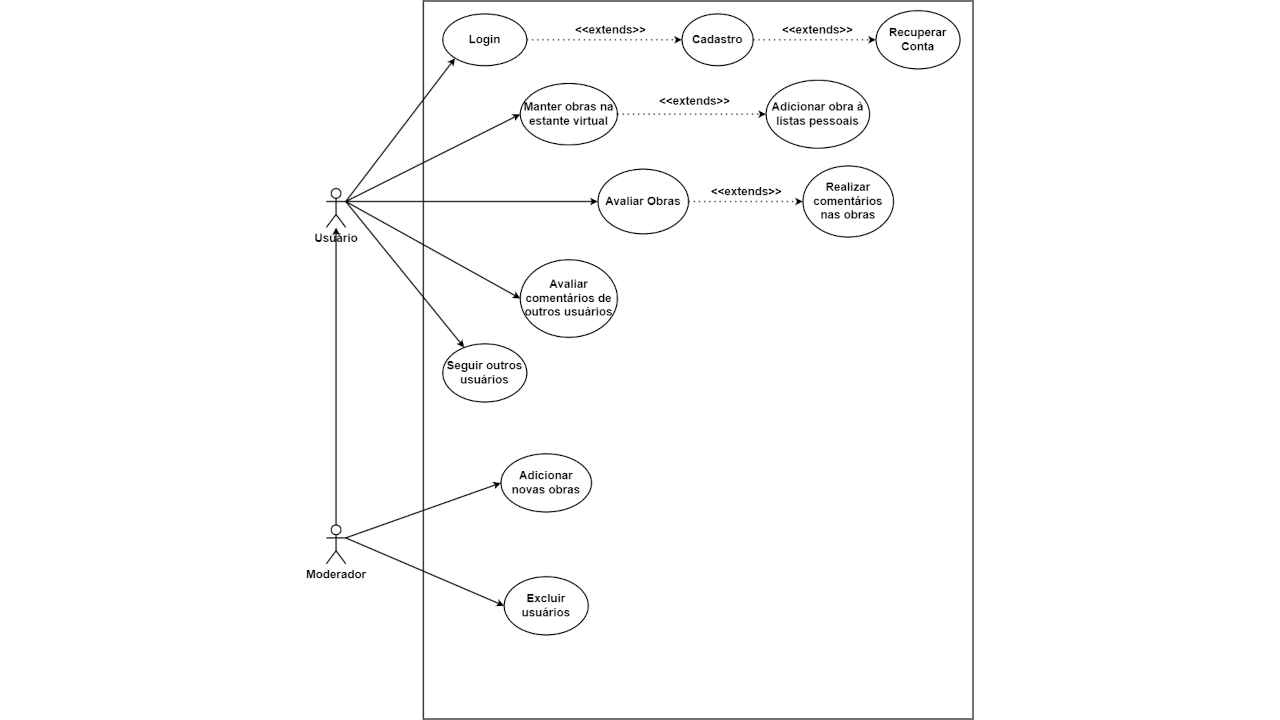 Login
<<extends>>
Cadastro
<<extends>>
Recuperar
Conta
Manter obras na
estante virtual
<<extends>>
Adicionar obra à
listas pessoais
Avaliar Obras
<<extends>>
Realizar
comentários
nas obras
Usuário
Avaliar
comentários de
outros usuários
Seguir outros
usuários
Adicionar
novas obras
Moderador
Excluir
usuários